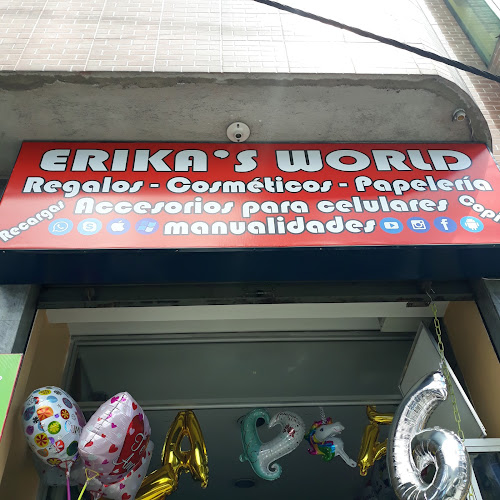 ERIKA'S WORLD
Regalos - Cosméticos - Papelería
Recargas Accesorios para celulares Copi
manualidades